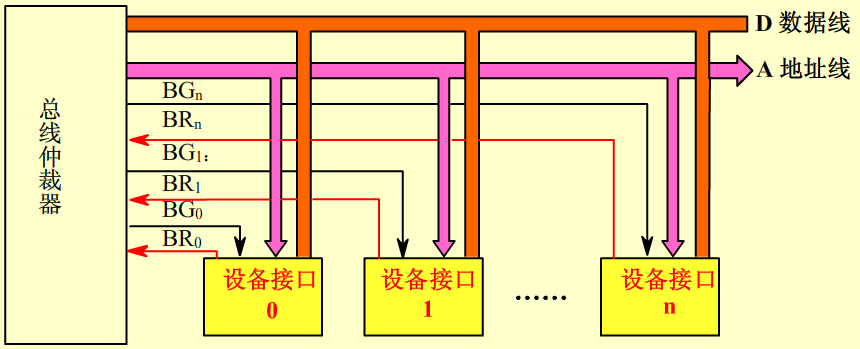 D 数据线
A 地址线
总线仲裁器
BGn
BRn
BG1：
BR1
BG0
BR0
设备接口
0
设备接口
1
……
设备接口
n